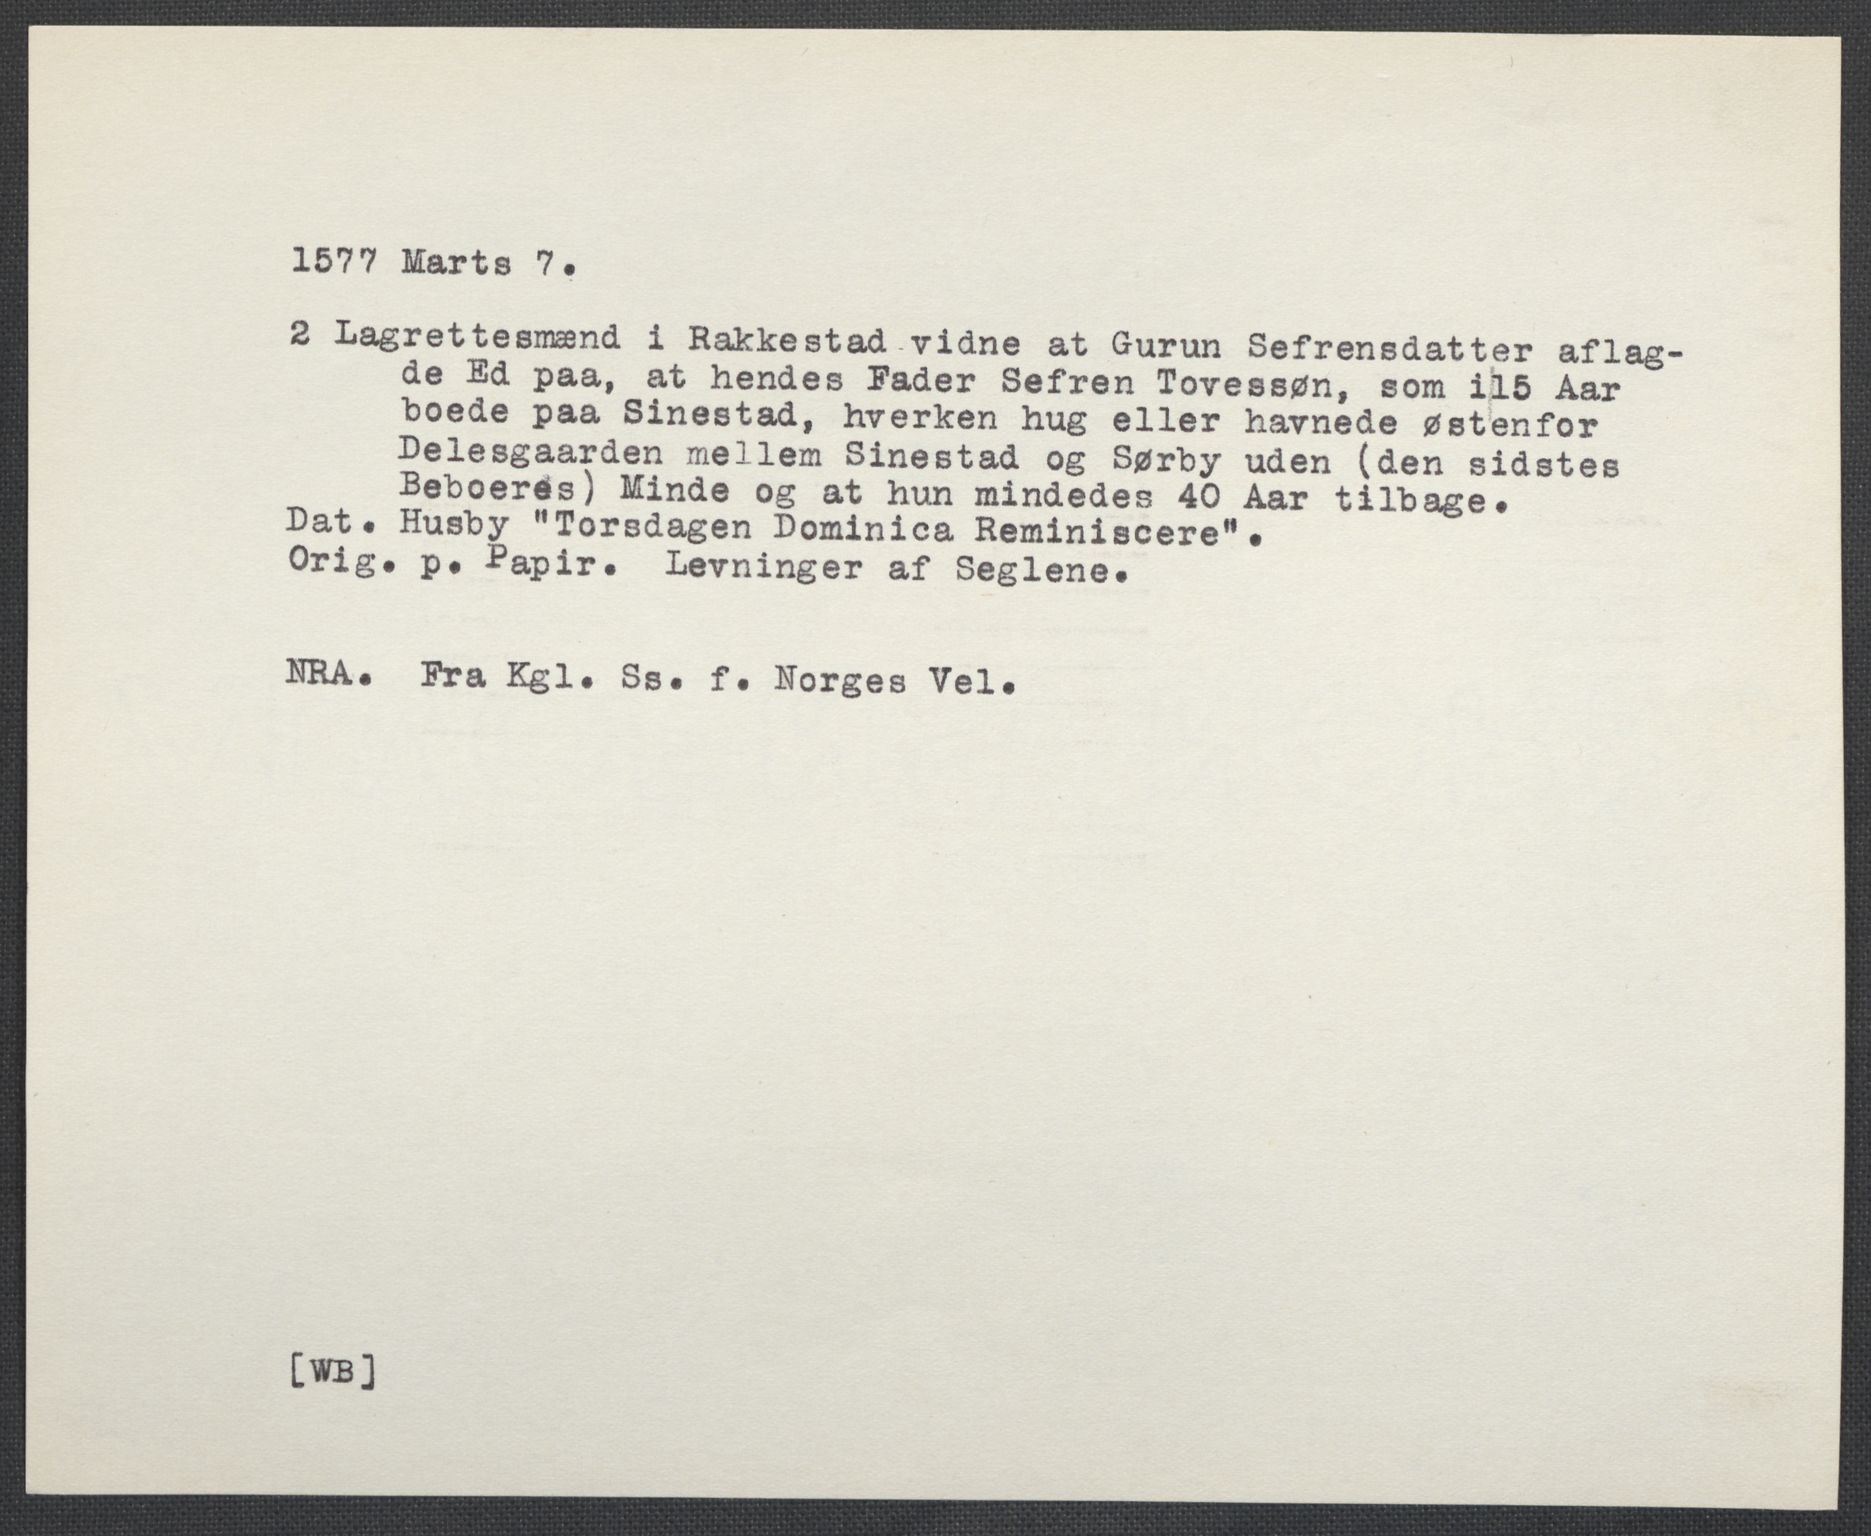 1577 Marts 7.
2 Lagrettesmænd i Rakkestad vidne at Gurun Sefrensdatter aflag-
de Ed paa, at hendes Fader Sefren Tovessøn, som i 15 Aar
boede paa Sinestad, hverken hug eller havnede østenfor
Delesgaarden mellem Sinestad og Sørby uden (den sidstes
Beboeres) Minde og at hun mindedes 40 Aar tilbage.
Dat. Husby "Torsdagen Dominica Reminiscere".
Orig. p. Papir. Levninger af Seglene.
NRA. Fra Kgl. Ss. f. Norges Vel.
[WB]